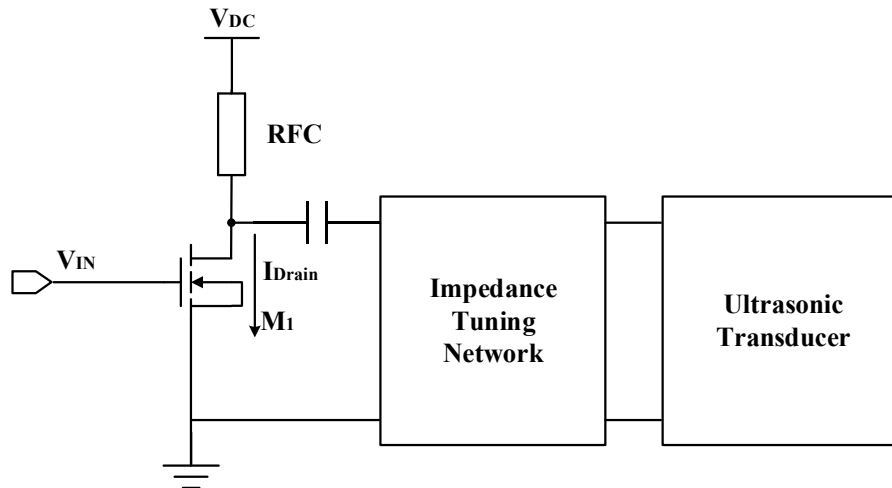 VDC
RFC
VIN
IDrain
M1
Impedance
Tuning
Network
Ultrasonic
Transducer